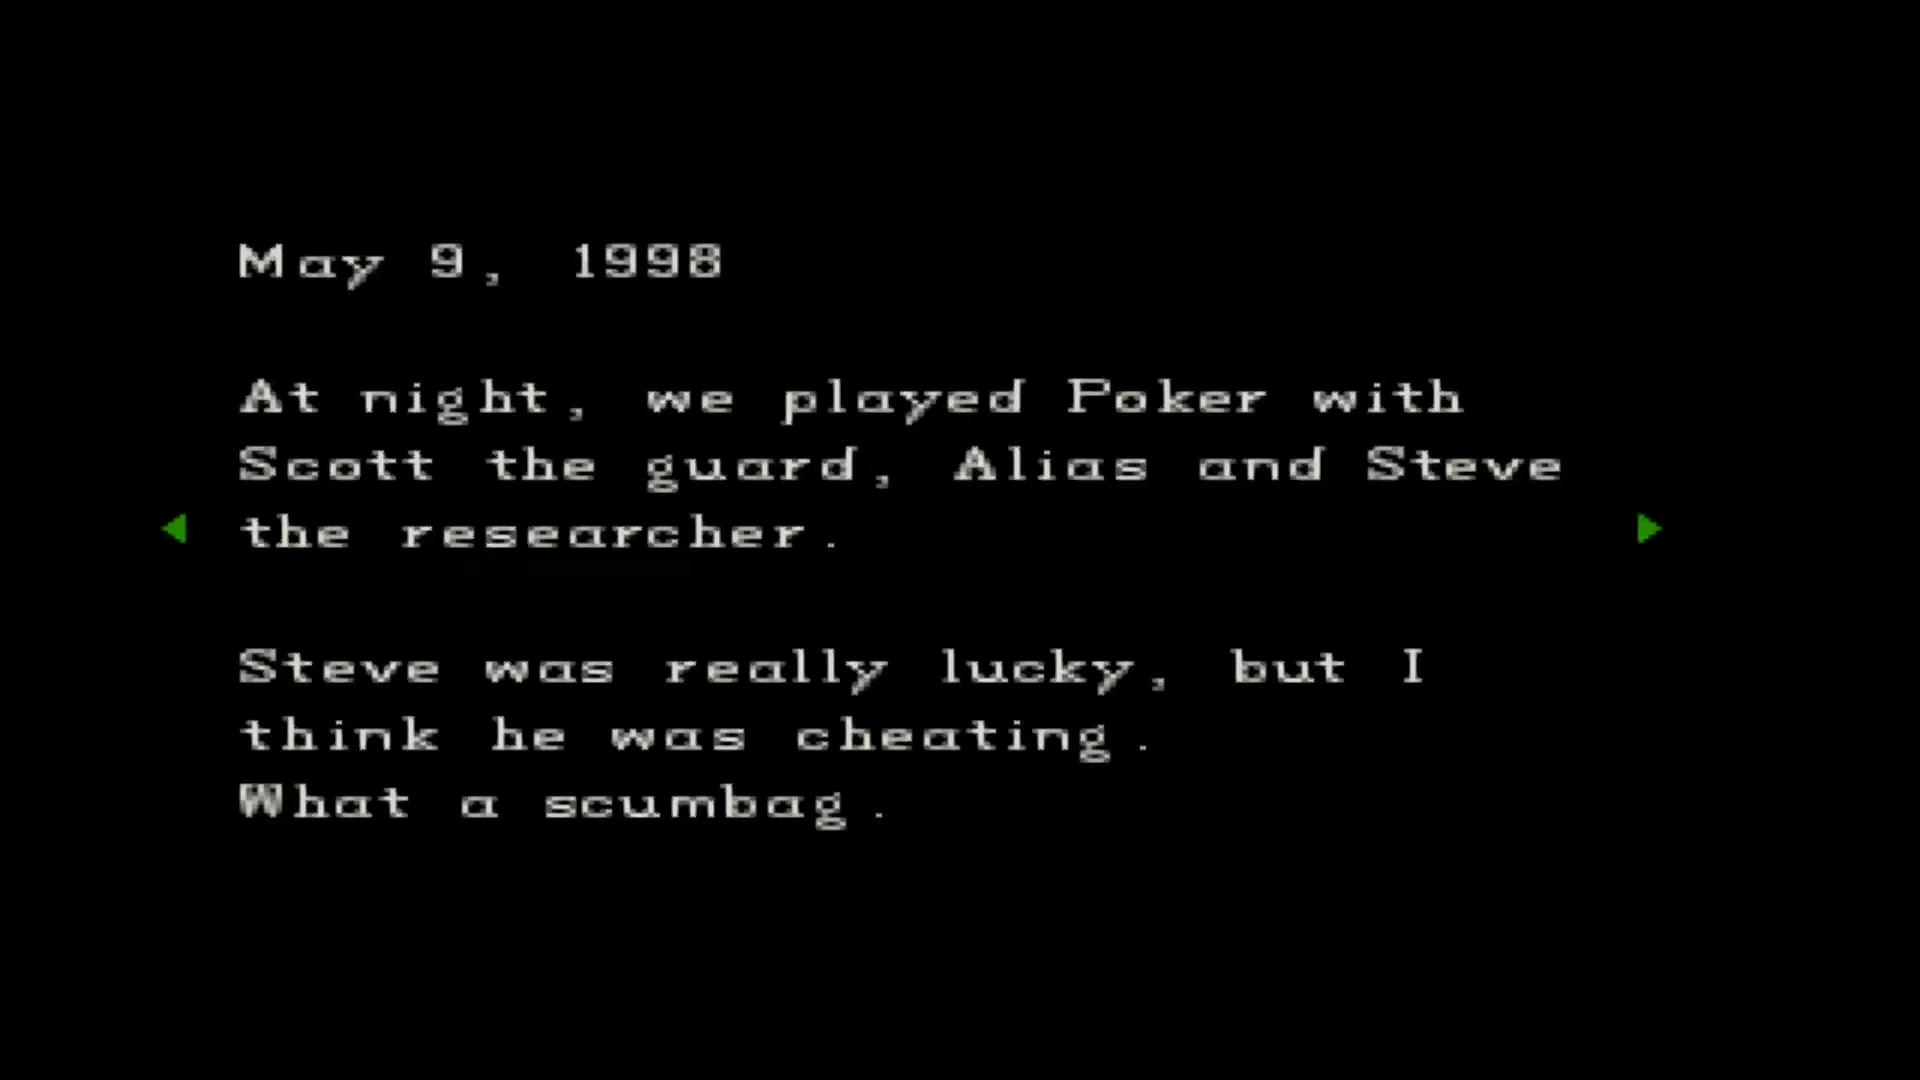 May 9, 1998
At night, we played Poker with
Scott the guard, Alias and Steve
the researcher.
Steve was really lucky, but I
think he was cheating.
What a scumbag.